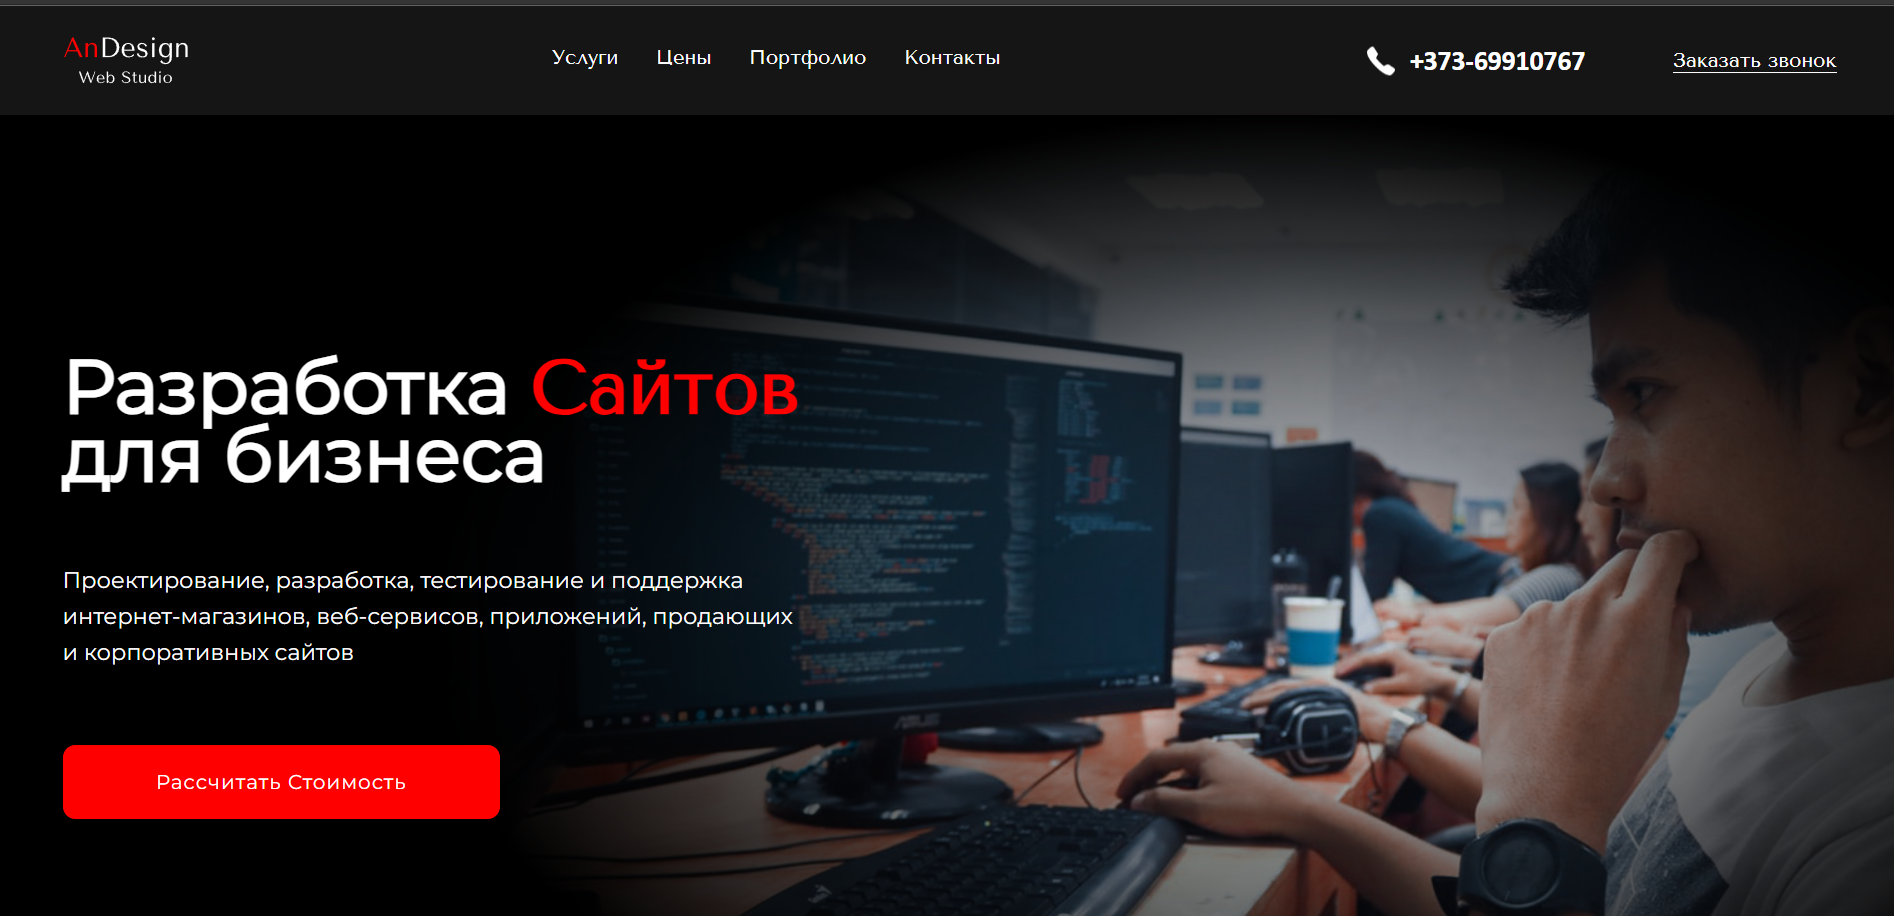 AnDesign
Web Studio
Услуги Цены Портфолио Контакты
+373-69910767
Заказать звонок
Разработка Сайтов
для бизнеса
Проектирование, разработка, тестирование и поддержка
интернет-магазинов, веб-сервисов, приложений, продающих
и корпоративных сайтов
Рассчитать Стоимость
ASUS